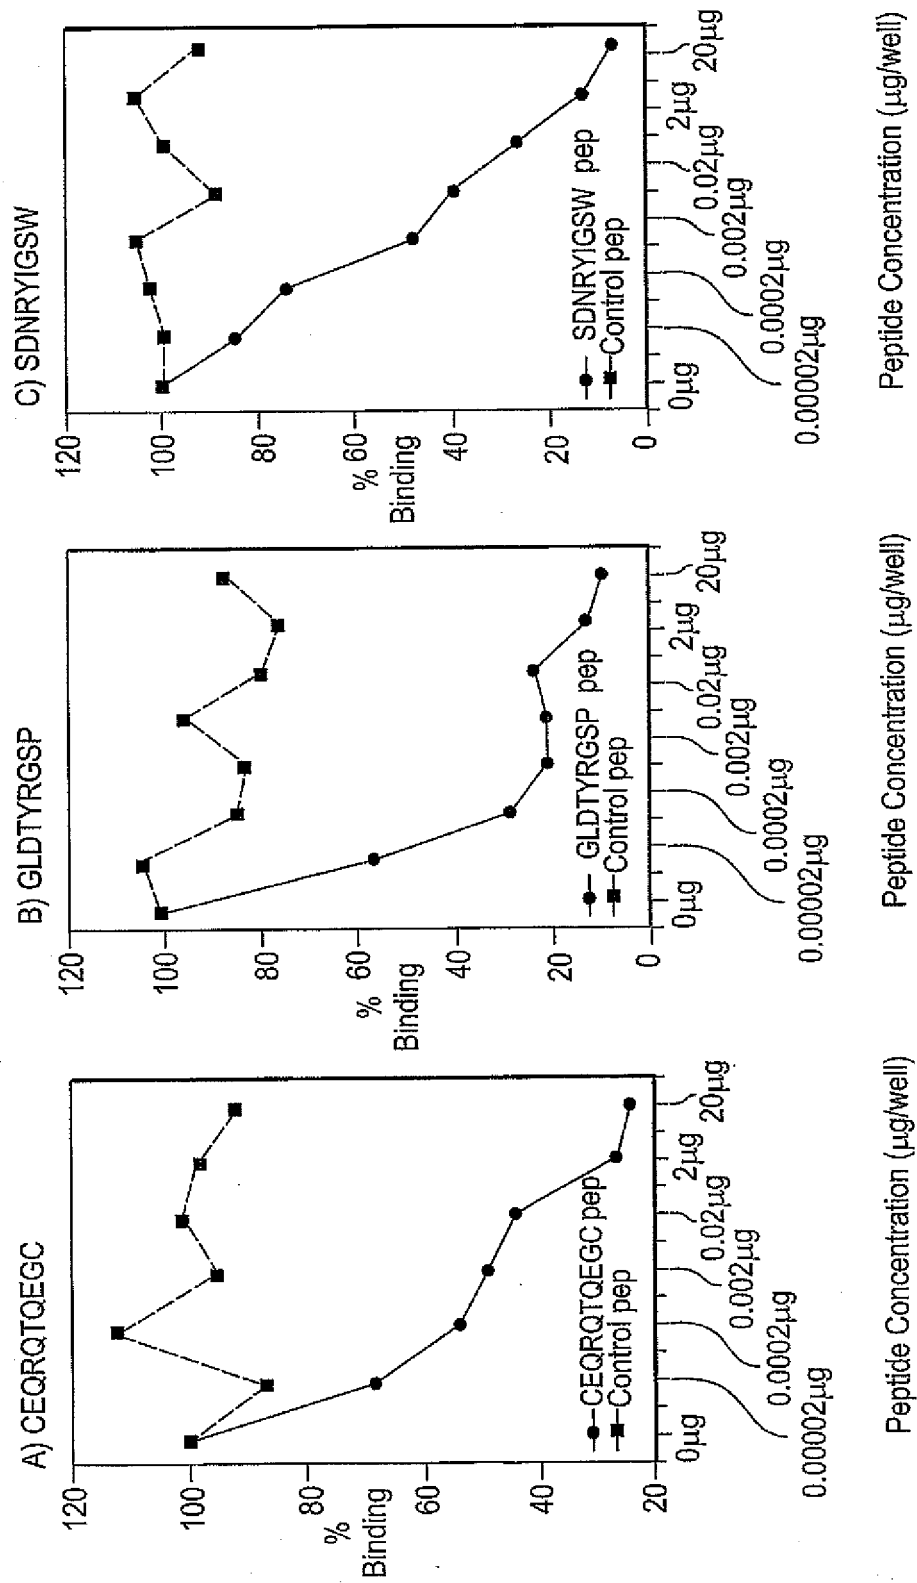 A) CEQRQTQEGC
120
100
80
60
40
20
%
Binding
CEQRQTQEGC pep
Control pep
0µg
0.00002µg
0.0002µg
0.002µg
0.02µg
2µg
20µg
Peptide Concentration (µg/well)
B) GLDTYRGSP
120
100
80
60
40
20
0
%
Binding
GLDTYRGSP pep
Control pep
0µg
0.00002µg
0.0002µg
0.002µg
0.02µg
2µg
20µg
Peptide Concentration (µg/well)
C) SDNRYIGSW
120
100
80
60
40
20
0
%
Binding
SDNRYIGSW pep
Control pep
0µg
0.00002µg
0.0002µg
0.002µg
0.02µg
2µg
20µg
Peptide Concentration (µg/well)